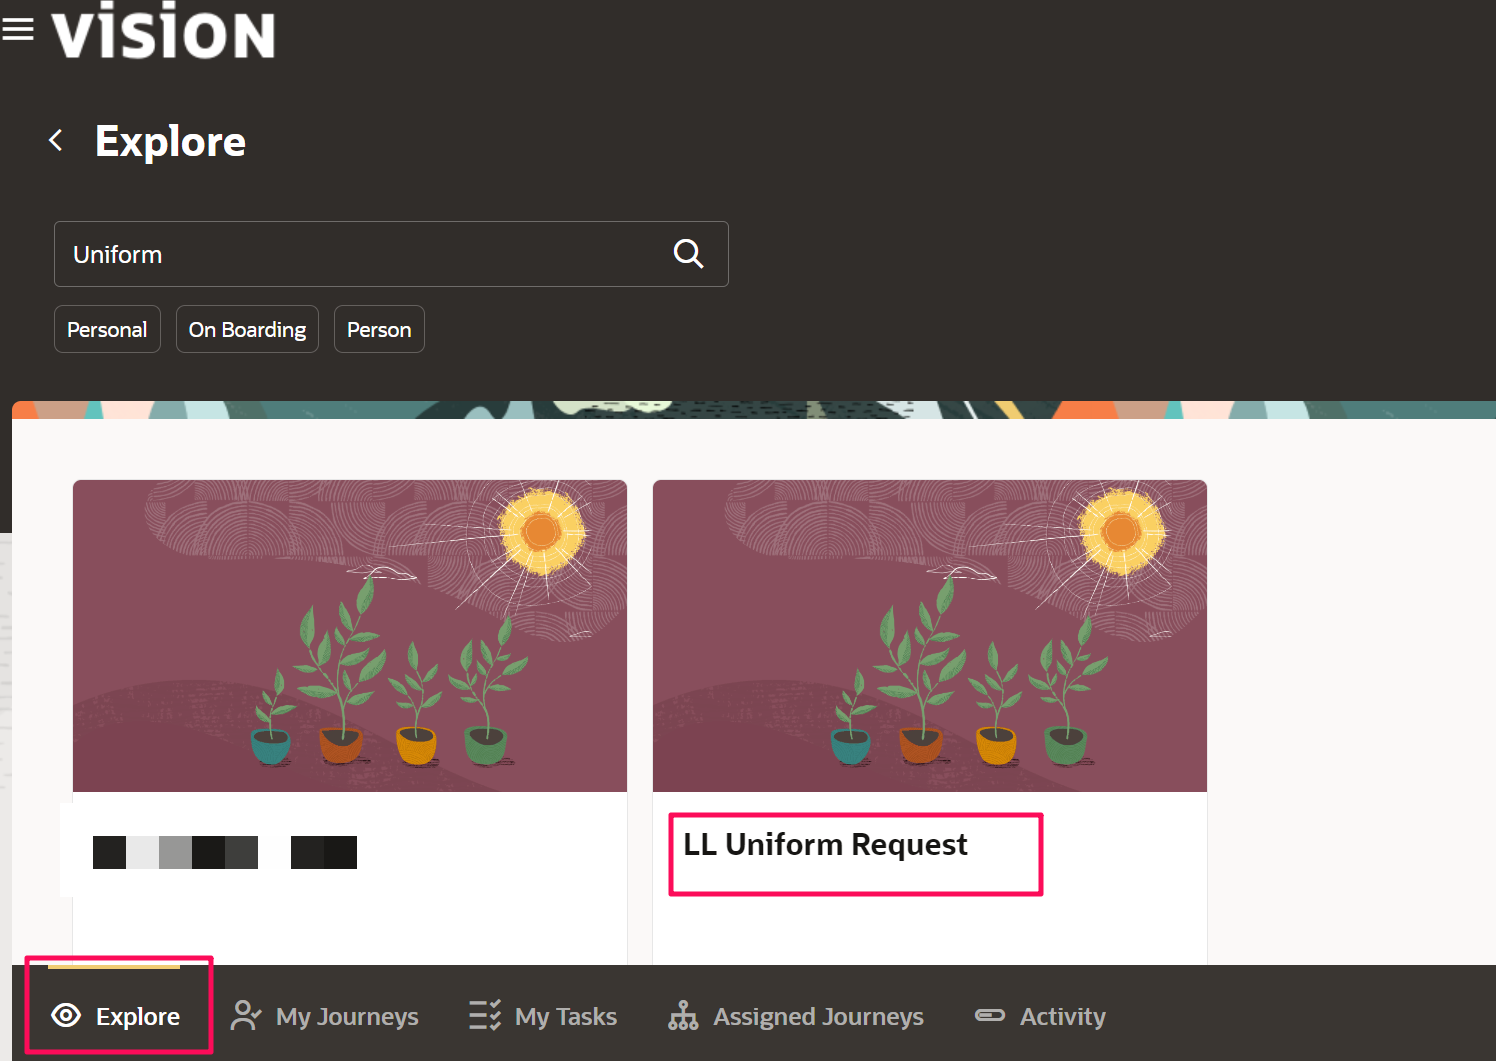 VISION
Explore
Uniform
Personal
On Boarding
Person
LL Uniform Request
Explore
My Journeys
My Tasks
Assigned Journeys
Activity